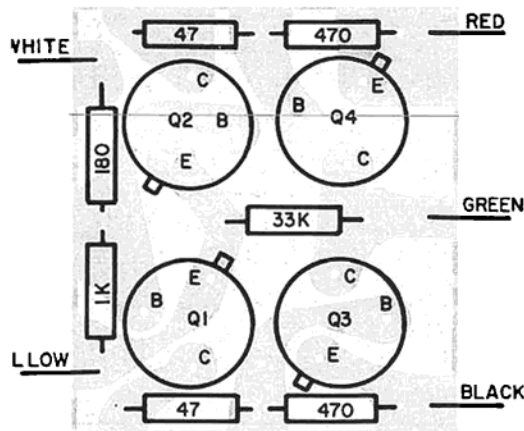 47 470 RED
WHITE
C E
B
Q2 B Q4
E C
180
33K GREEN
1K
E C
B B
Q1 Q3
C E
LLOW
47 470 BLACK